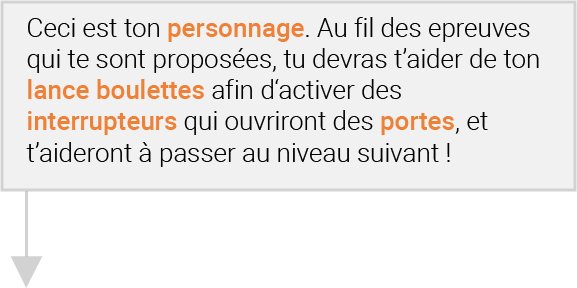 Ceci est ton personnage. Au fil des epreuves
qui te sont proposées, tu devras t’aider de ton
lance boulettes afin d‘activer des
interrupteurs qui ouvriront des portes, et
t’aideront à passer au niveau suivant !